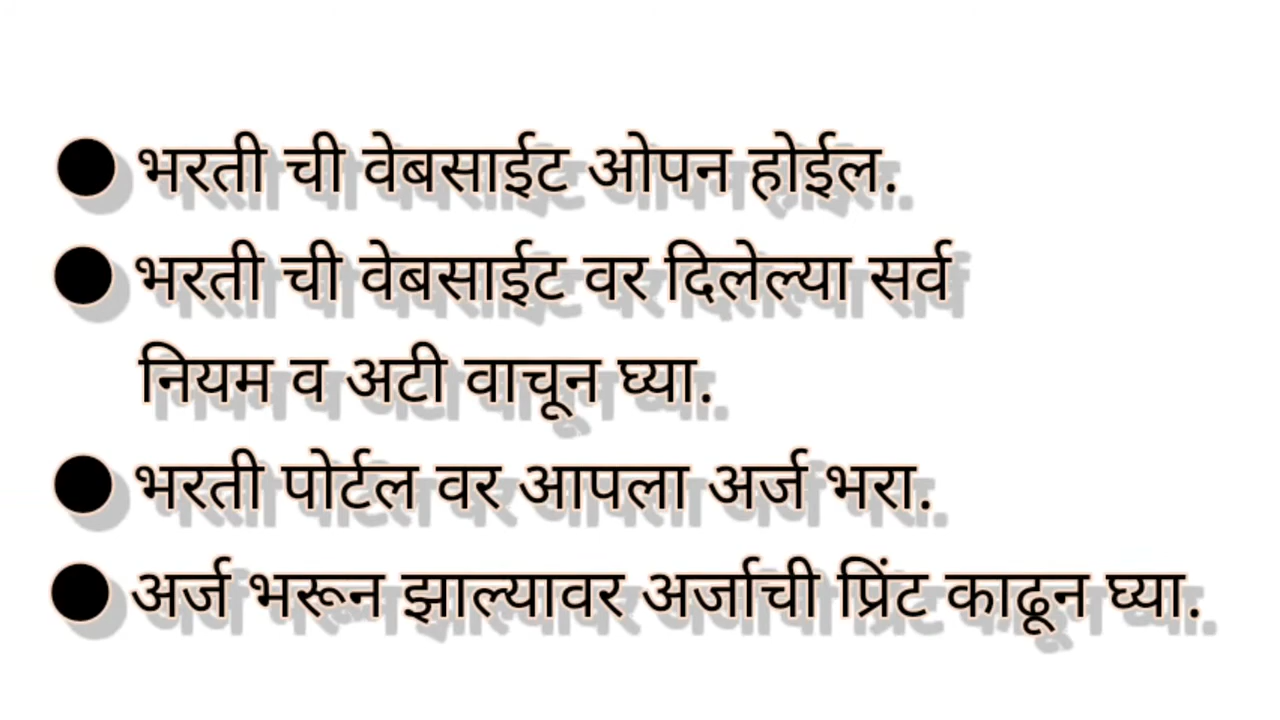 ● भरती ची वेबसाईट ओपन होईल.
● भरती ची वेबसाईट वर दिलेल्या सर्व
नियम व अटी वाचून घ्या.
● भरती पोर्टल वर आपला अर्ज भरा.
● अर्ज भरून झाल्यावर अर्जाची प्रिंट काढून घ्या.